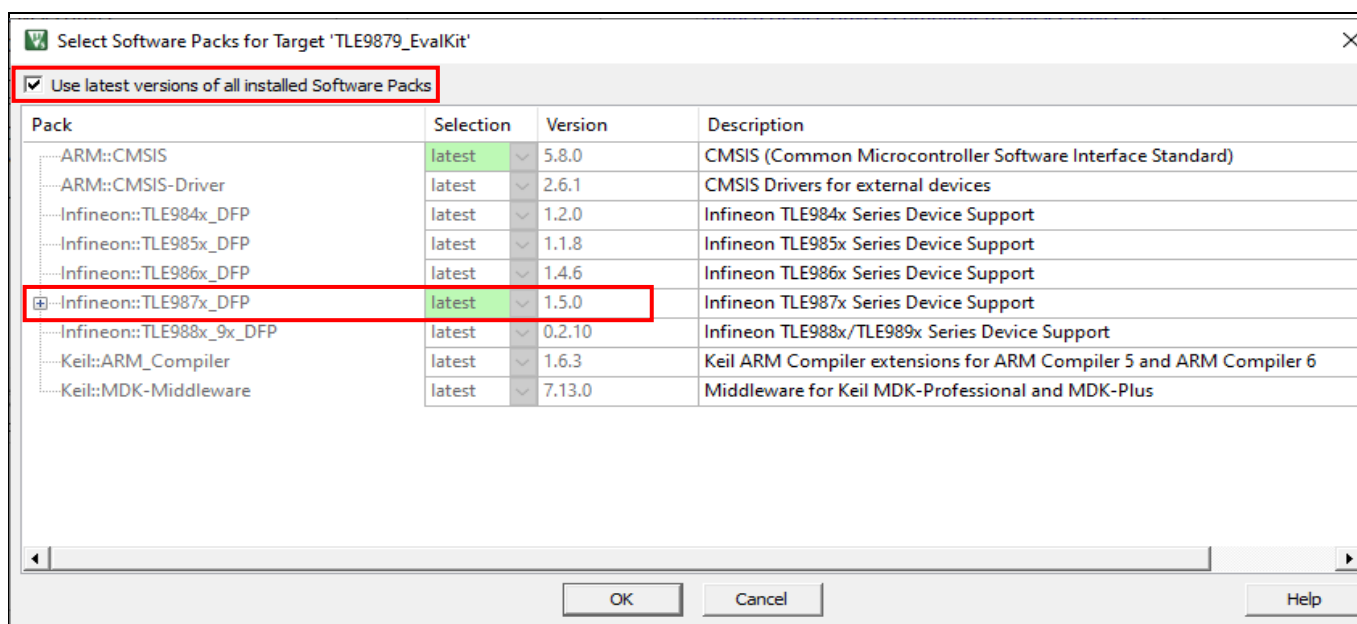 Select Software Packs for Target 'TLE9879_EvalKit'
Use latest versions of all installed Software Packs
Pack Selection Version Description
ARM::CMSIS latest 5.8.0 CMSIS (Common Microcontroller Software Interface Standard)
ARM::CMSIS-Driver latest 2.6.1 CMSIS Drivers for external devices
Infineon::TLE984x_DFP latest 1.2.0 Infineon TLE984x Series Device Support
Infineon::TLE985x_DFP latest 1.1.8 Infineon TLE985x Series Device Support
Infineon::TLE986x_DFP latest 1.4.6 Infineon TLE986x Series Device Support
Infineon::TLE987x_DFP latest 1.5.0 Infineon TLE987x Series Device Support
Infineon::TLE988x_9x_DFP latest 0.2.10 Infineon TLE988x/TLE989x Series Device Support
Keil::ARM_Compiler latest 1.6.3 Keil ARM Compiler extensions for ARM Compiler 5 and ARM Compiler 6
Keil::MDK-Middleware latest 7.13.0 Middleware for Keil MDK-Professional and MDK-Plus
OK Cancel Help